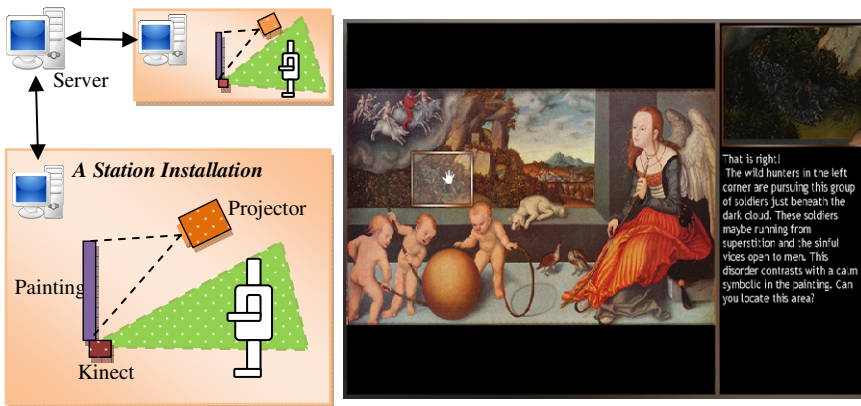 Server
A Station Installation
Projector
Painting
Kinect
That is right!
The wild hunters in the left
corner are pursuing this group
of soldiers just beneath the
dark cloud. These soldiers
maybe running from
superstition and the sinful
vices open to men. This
disorder contrasts with a calm
symbolic in the painting. Can
you locate this area?